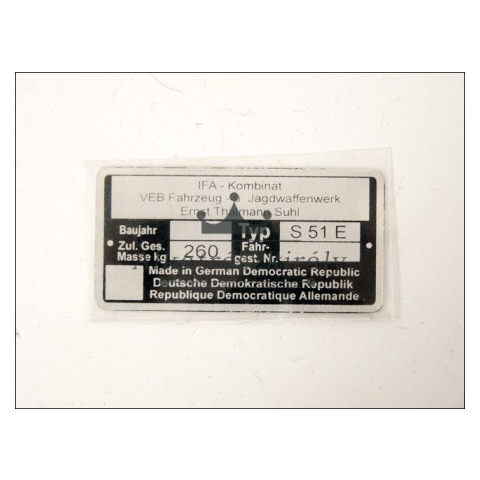 IFA - Kombinat
VEB Fahrzeug - u Jagdwaffenwerk
Ernst Thälmann Suhl
Baujahr Typ S 51 E
Zul. Ges. Masse kg 260 Fahr- gest. Nr.
Made in German Democratic Republic
Deutsche Demokratische Republik
Republique Democratique Allemande